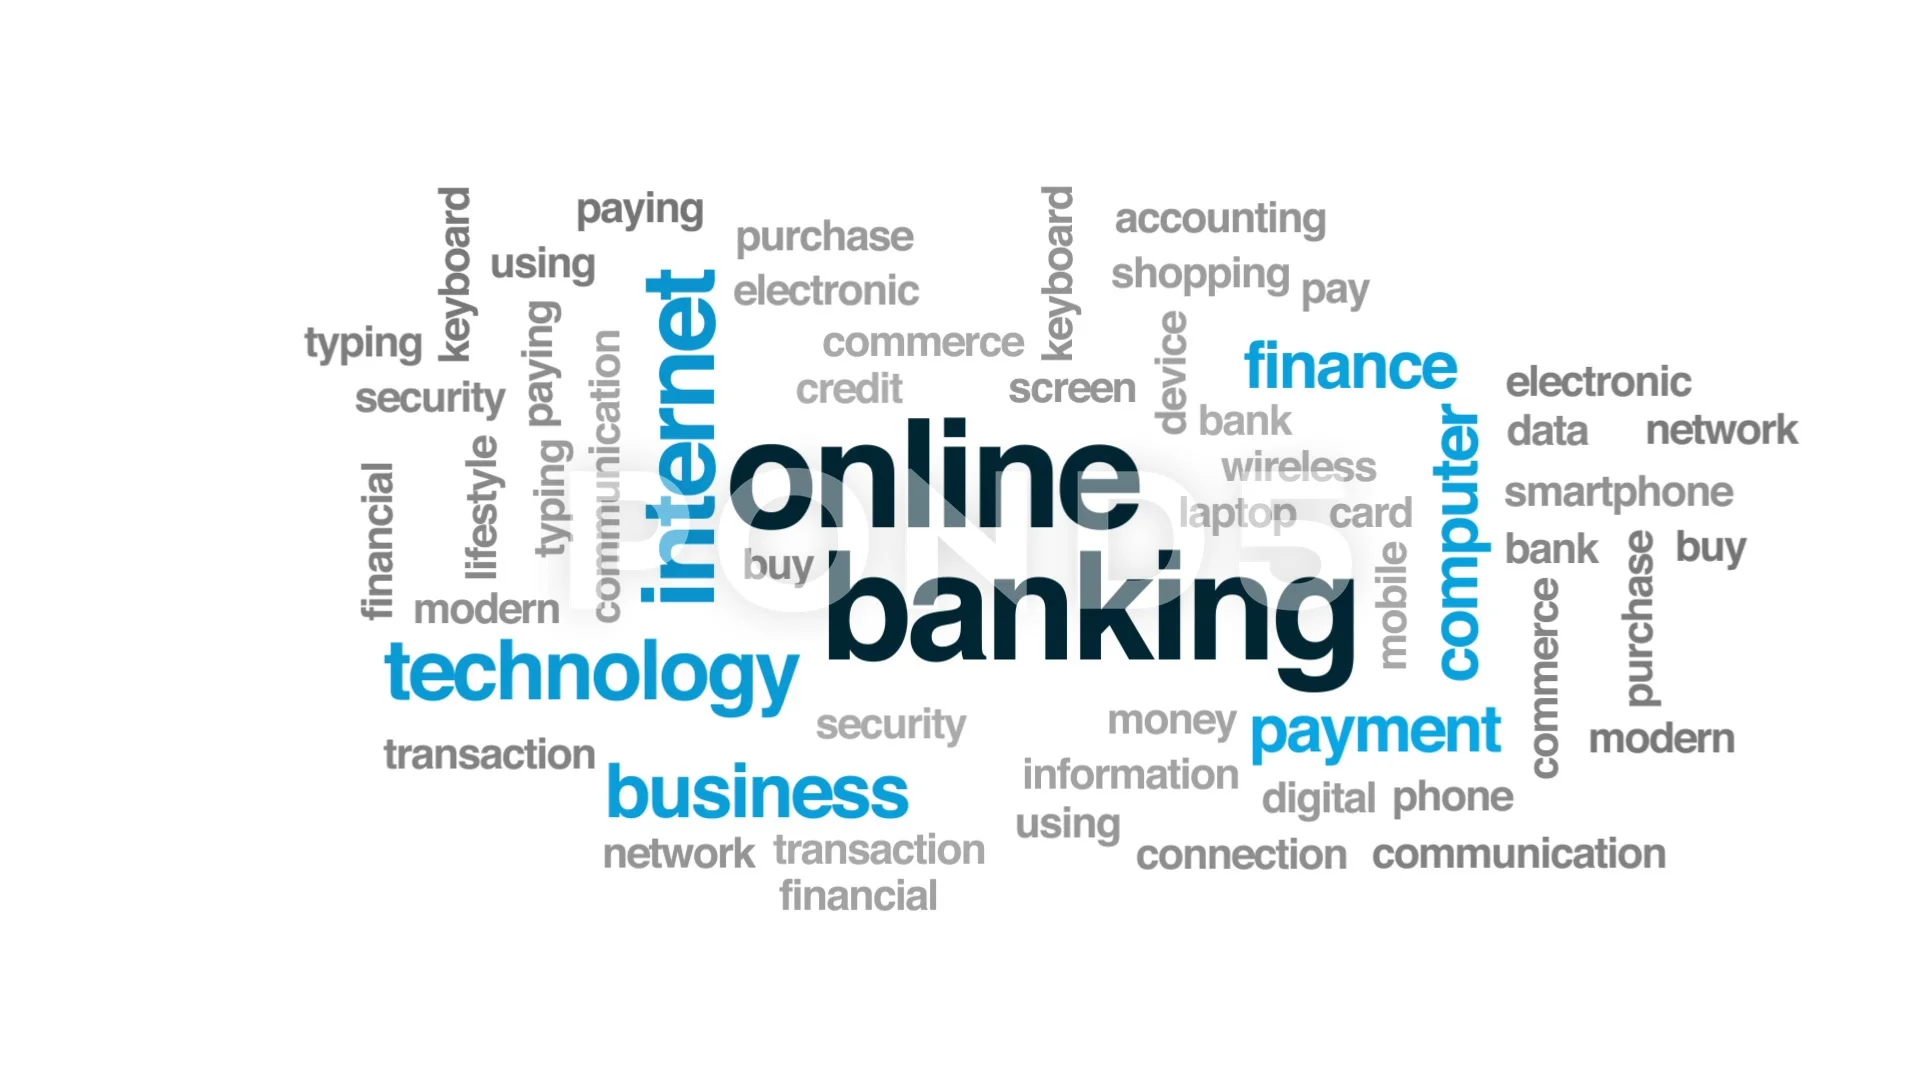 keyboard
paying
using
purchase
electronic
keyboard
accounting
shopping
pay
typing
paying
communication
internet
commerce
credit
screen
device
finance
electronic
security
bank
data
network
online
banking
wireless
computer
financial
lifestyle
typing
laptop
card
smartphone
POND5
buy
mobile
bank
purchase
buy
modern
commerce
technology
security
money
payment
modern
transaction
business
information
digital
phone
using
network
transaction
connection
communication
financial